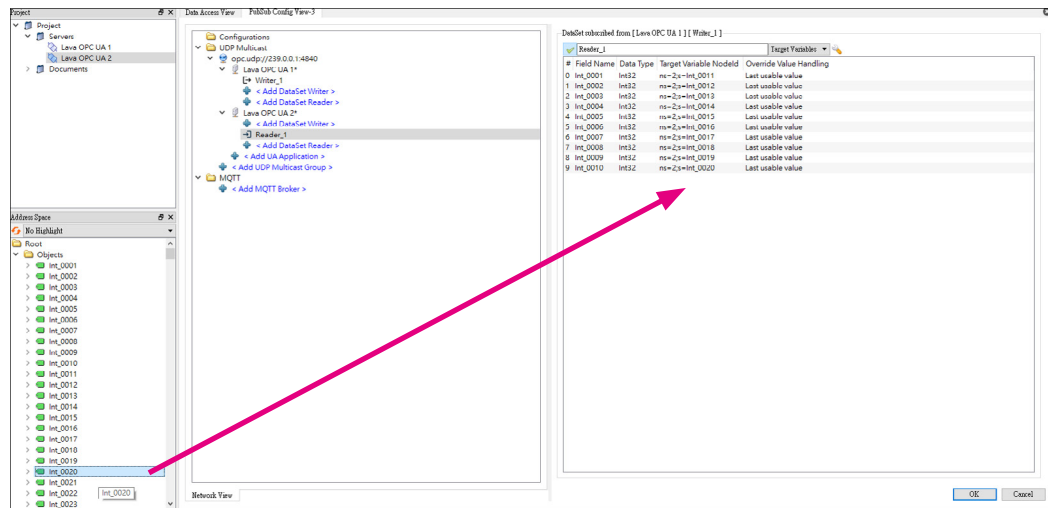 Project
Project
Servers
Lava OPC UA 1
Lava OPC UA 2
Documents
Address Space
No Highlight
Root
Objects
Int_0001
Int_0002
Int_0003
Int_0004
Int_0005
Int_0006
Int_0007
Int_0008
Int_0009
Int_0010
Int_0011
Int_0012
Int_0013
Int_0014
Int_0015
Int_0016
Int_0017
Int_0018
Int_0019
Int_0020
Int_0021
Int_0022
Int_0020
Int_0023
Data Access View PubSub Config View-3
Configurations
UDP Multicast
opc.udp://239.0.0.1:4840
Lava OPC UA 1*
Writer_1
< Add DataSet Writer >
< Add DataSet Reader >
Lava OPC UA 2*
< Add DataSet Writer >
Reader_1
< Add DataSet Reader >
< Add UA Application >
< Add UDP Multicast Group >
MQTT
< Add MQTT Broker >
Network View
DataSet subscribed from [ Lava OPC UA 1 ] [ Writer_1 ]
Reader_1 Target Variables
# Field Name Data Type Target Variable NodeId Override Value Handling
0 Int_0001 Int32 ns=2;s=Int_0011 Last usable value
1 Int_0002 Int32 ns=2;s=Int_0012 Last usable value
2 Int_0003 Int32 ns=2;s=Int_0013 Last usable value
3 Int_0004 Int32 ns=2;s=Int_0014 Last usable value
4 Int_0005 Int32 ns=2;s=Int_0015 Last usable value
5 Int_0006 Int32 ns=2;s=Int_0016 Last usable value
6 Int_0007 Int32 ns=2;s=Int_0017 Last usable value
7 Int_0008 Int32 ns=2;s=Int_0018 Last usable value
8 Int_0009 Int32 ns=2;s=Int_0019 Last usable value
9 Int_0010 Int32 ns=2;s=Int_0020 Last usable value
OK Cancel